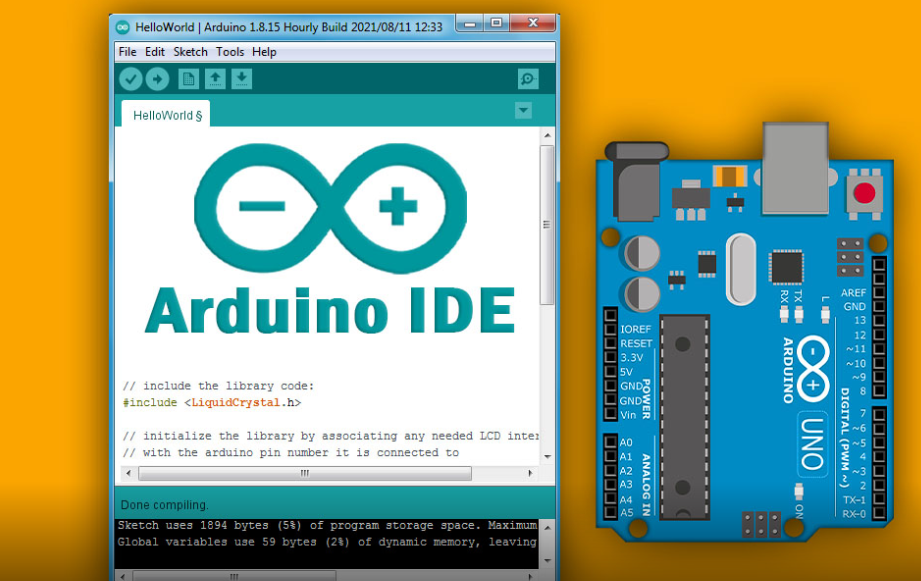 HelloWorld | Arduino 1.8.15 Hourly Build 2021/08/11 12:33
File Edit Sketch Tools Help
HelloWorld §
Arduino IDE
// include the library code:
#include <LiquidCrystal.h>
// initialize the library by associating any needed LCD inter
// with the arduino pin number it is connected to
Done compiling.
Sketch uses 1894 bytes (5%) of program storage space. Maximum
Global variables use 59 bytes (2%) of dynamic memory, leaving
RX
TX
L
AREF
GND
13
12
~11
~10
~9
8
IOREF
RESET
3.3V
5V
GND
GND
Vin
POWER
ARDUINO
UNO
DIGITAL (PWM ~)
7
~6
~5
4
~3
2
TX-1
RX-0
A0
A1
A2
A3
A4
A5
ANALOG IN
ON